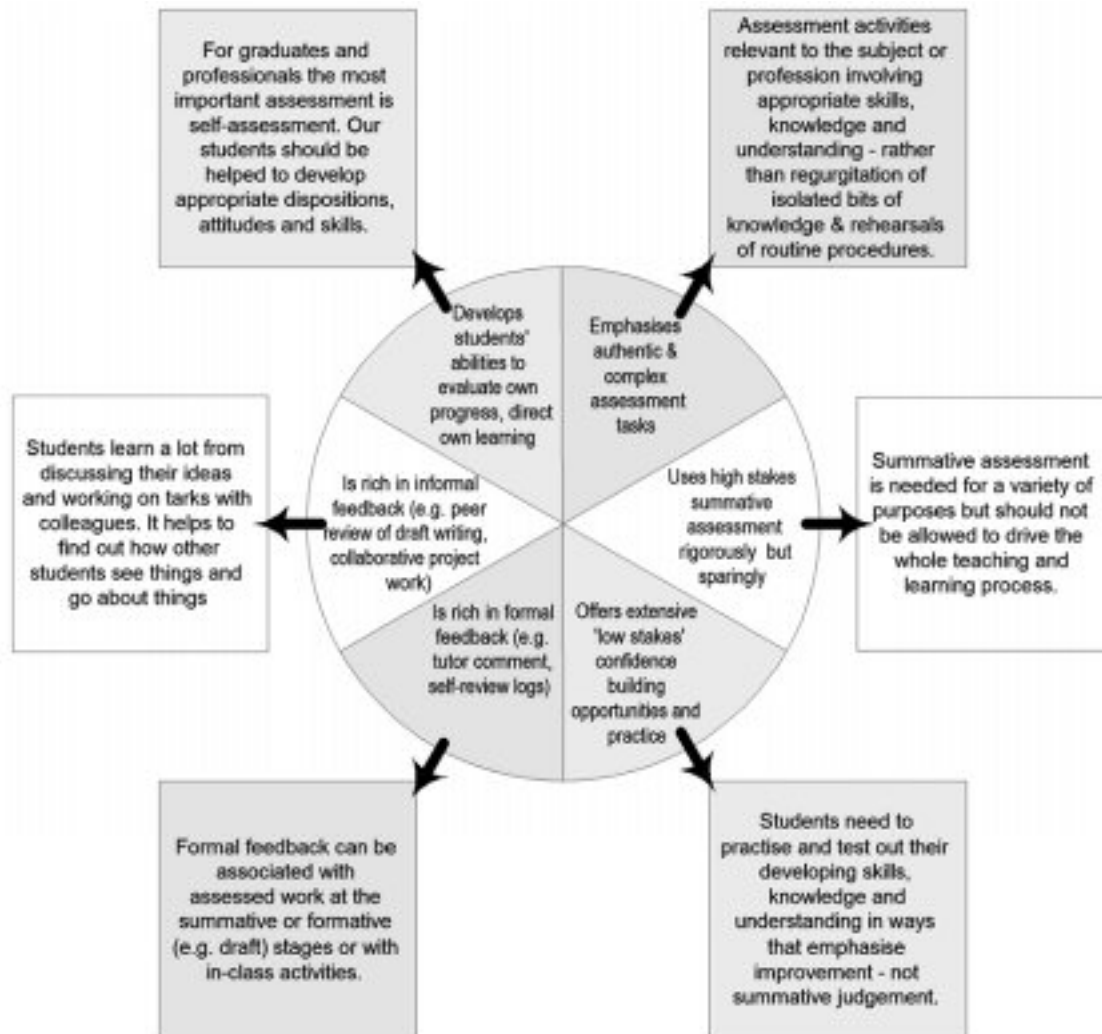 For graduates and
professionals the most
important assessment is
self-assessment. Our
students should be
helped to develop
appropriate dispositions,
attitudes and skills.
Assessment activities
relevant to the subject or
profession involving
appropriate skills,
knowledge and
understanding - rather
than regurgitation of
isolated bits of
knowledge & rehearsals
of routine procedures.
Develops
students'
abilities to
evaluate own
progress, direct
own learning
Emphasises
authentic &
complex
assessment
tasks
Students learn a lot from
discussing their ideas
and working on tarks with
colleagues. It helps to
find out how other
students see things and
go about things
Is rich in informal
feedback (e.g. peer
review of draft writing,
collaborative project
work)
Uses high stakes
summative
assessment
rigorously but
sparingly
Summative assessment
is needed for a variety of
purposes but should not
be allowed to drive the
whole teaching and
learning process.
Is rich in formal
feedback (e.g.
tutor comment,
self-review logs)
Offers extensive
'low stakes'
confidence
building
opportunities and
practice
Formal feedback can be
associated with
assessed work at the
summative or formative
(e.g. draft) stages or with
in-class activities.
Students need to
practise and test out their
developing skills,
knowledge and
understanding in ways
that emphasise
improvement - not
summative judgement.